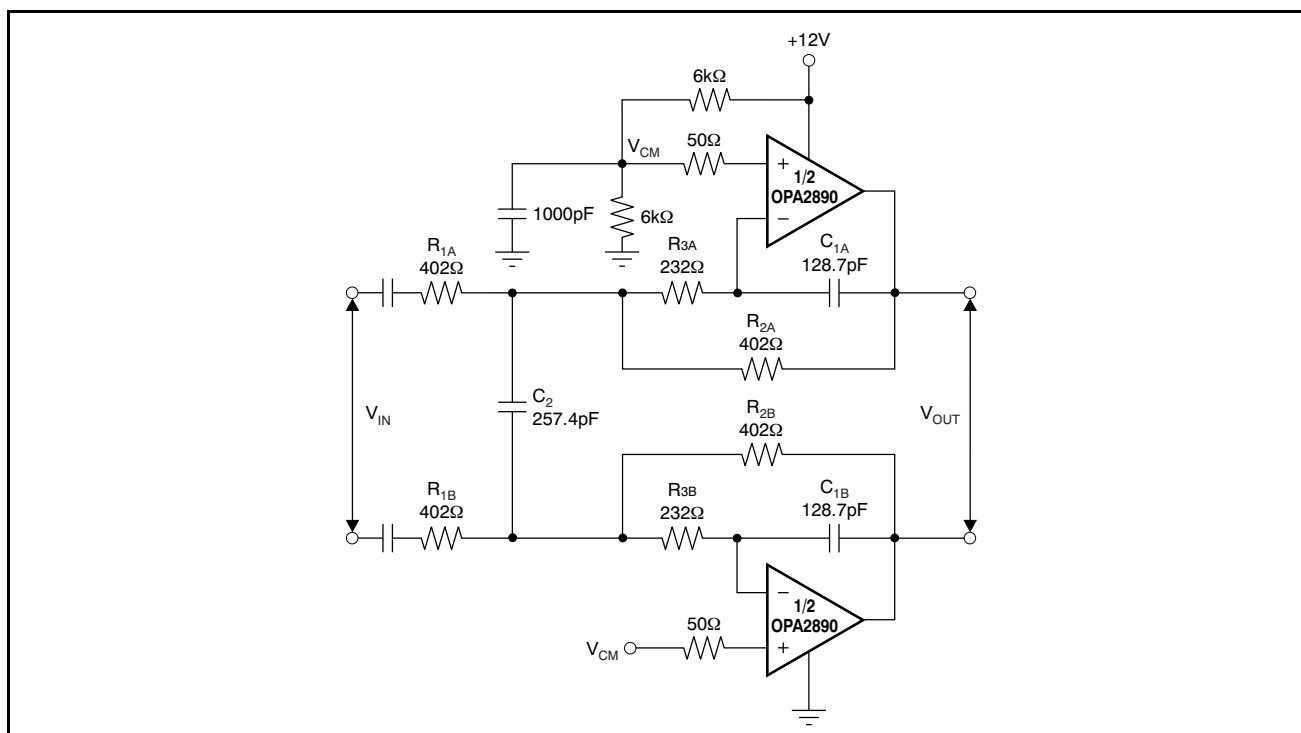 +12V
6kΩ
50Ω
V_CM
+
1/2
OPA2890
−
1000pF
6kΩ
R_1A
402Ω
R_3A
232Ω
C_1A
128.7pF
R_2A
402Ω
C_2
257.4pF
V_IN
V_OUT
R_2B
402Ω
R_1B
402Ω
R_3B
232Ω
C_1B
128.7pF
−
1/2
OPA2890
+
50Ω
V_CM